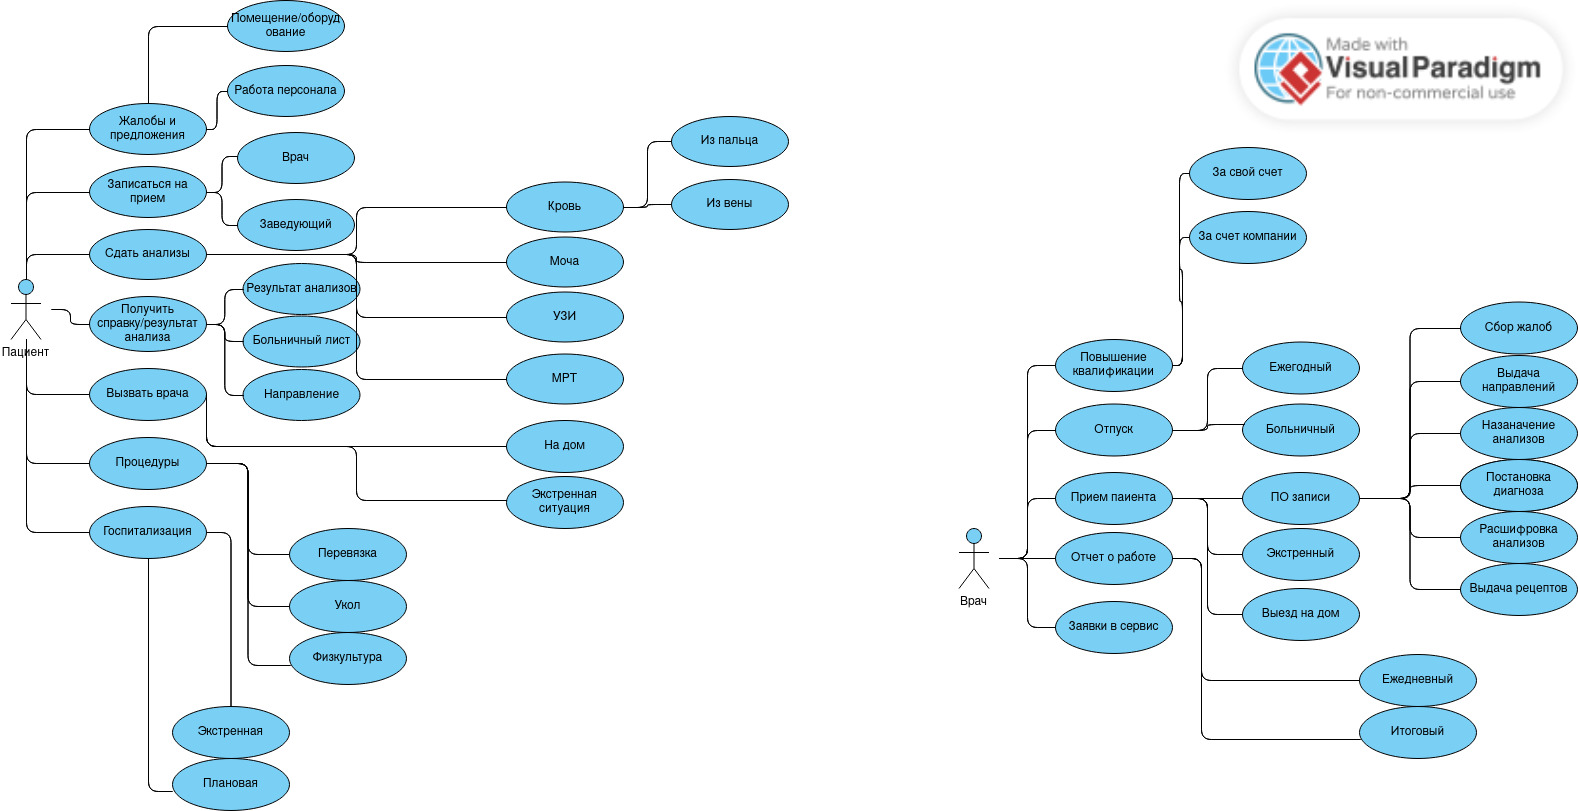 Помещение/оборуд
ование
Работа персонала
Жалобы и
предложения
Врач
Записаться на
прием
Заведующий
Сдать анализы
Кровь
Из пальца
Из вены
Моча
УЗИ
МРТ
Пациент
Получить
справку/результат
анализа
Результат анализов
Больничный лист
Направление
Вызвать врача
На дом
Экстренная
ситуация
Процедуры
Перевязка
Укол
Физкультура
Госпитализация
Экстренная
Плановая
Made with
Visual Paradigm
For non-commercial use
За свой счет
За счет компании
Повышение
квалификации
Ежегодный
Отпуск
Больничный
Прием паиента
ПО записи
Сбор жалоб
Выдача
направлений
Назаначение
анализов
Постановка
диагноза
Расшифровка
анализов
Выдача рецептов
Экстренный
Выезд на дом
Врач
Отчет о работе
Ежедневный
Итоговый
Заявки в сервис